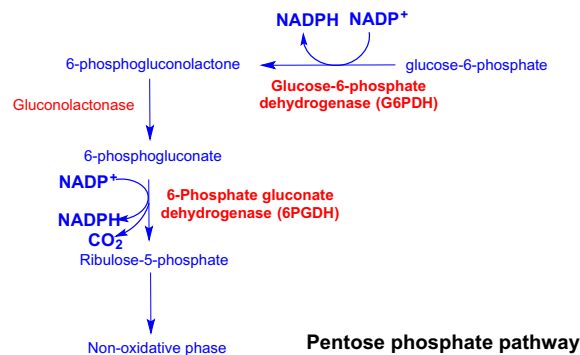 NADPH NADP+
6-phosphogluconolactone
glucose-6-phosphate
Glucose-6-phosphate
dehydrogenase (G6PDH)
Gluconolactonase
6-phosphogluconate
NADP+
6-Phosphate gluconate
dehydrogenase (6PGDH)
NADPH
CO2
Ribulose-5-phosphate
Non-oxidative phase
Pentose phosphate pathway